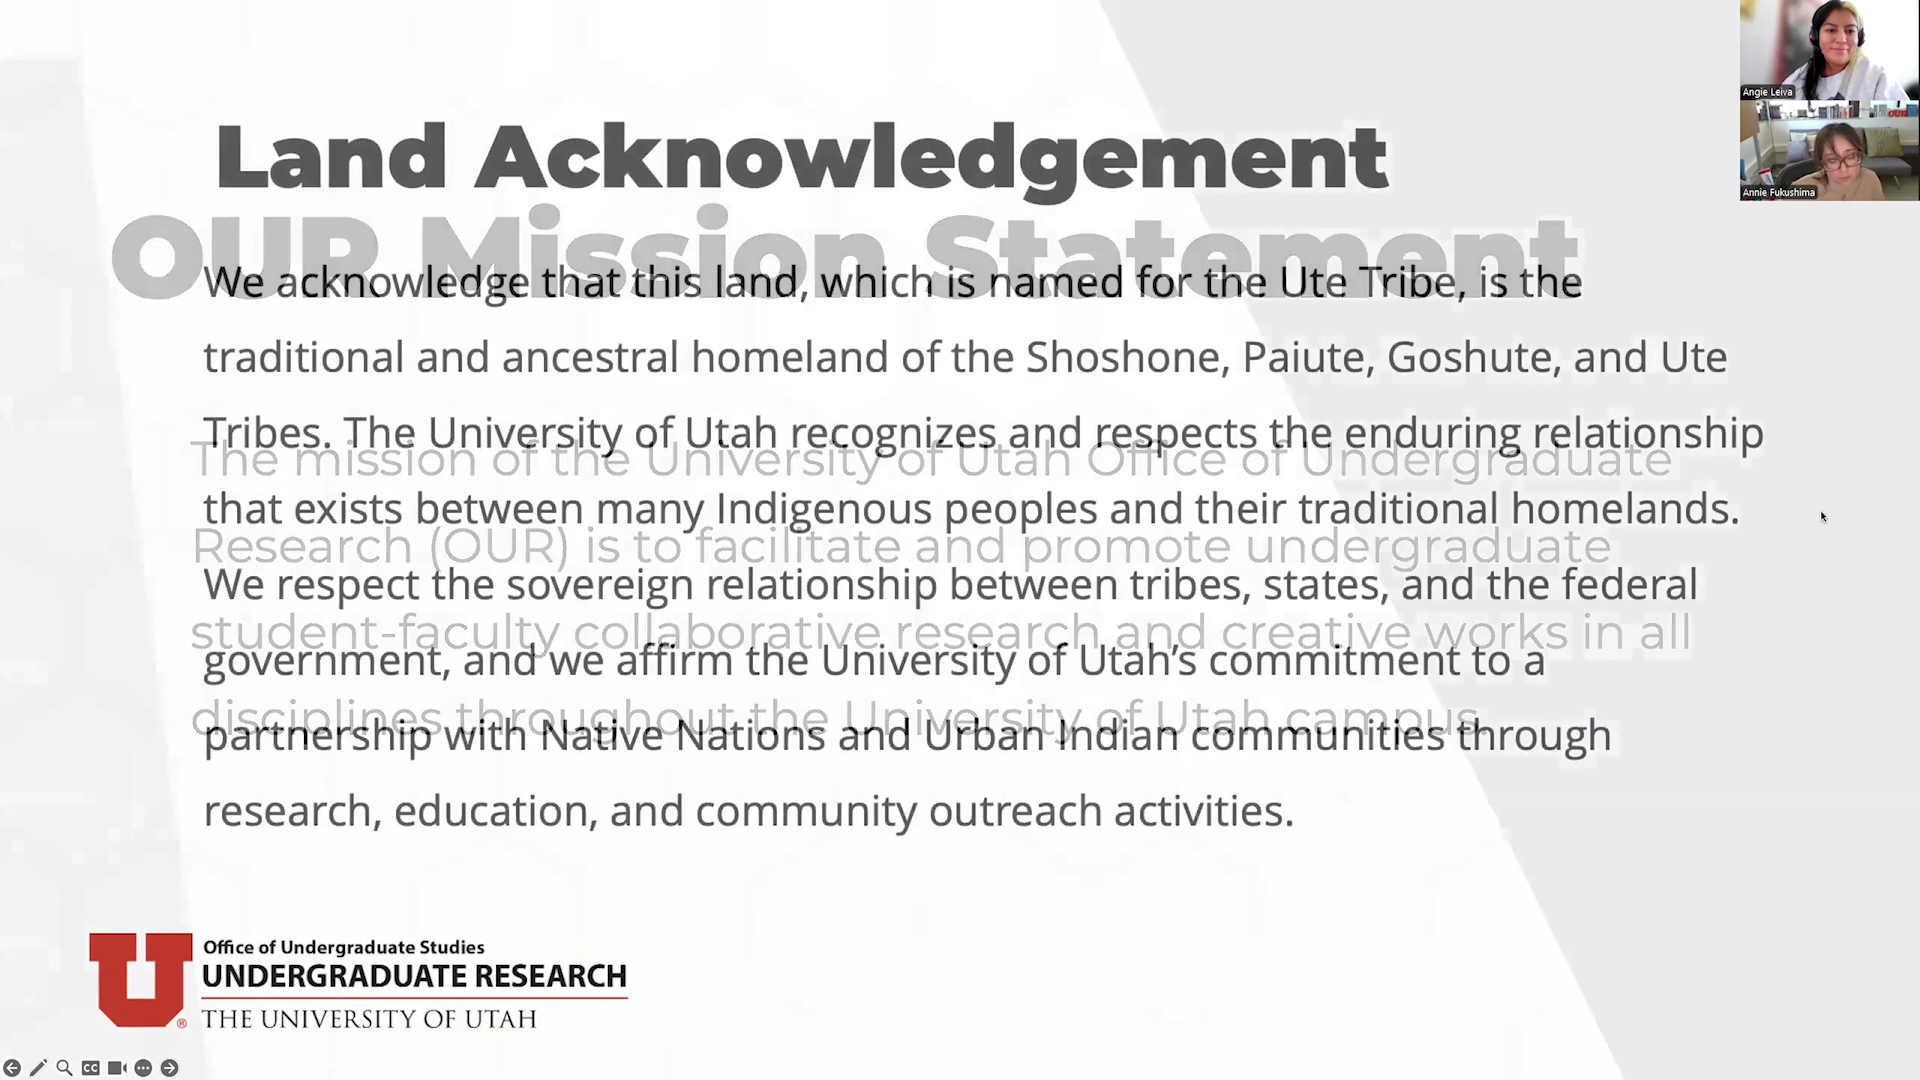 Angie Leiva
Annie Fukushima
Land Acknowledgement
OUR Mission Statement
We acknowledge that this land, which is named for the Ute Tribe, is the
traditional and ancestral homeland of the Shoshone, Paiute, Goshute, and Ute
Tribes. The University of Utah recognizes and respects the enduring relationship
that exists between many Indigenous peoples and their traditional homelands.
We respect the sovereign relationship between tribes, states, and the federal
government, and we affirm the University of Utah’s commitment to a
partnership with Native Nations and Urban Indian communities through
research, education, and community outreach activities.
The mission of the University of Utah Office of Undergraduate
Research (OUR) is to facilitate and promote undergraduate
student-faculty collaborative research and creative works in all
disciplines throughout the University of Utah campus.
U
Office of Undergraduate Studies
UNDERGRADUATE RESEARCH
®
THE UNIVERSITY OF UTAH
CC